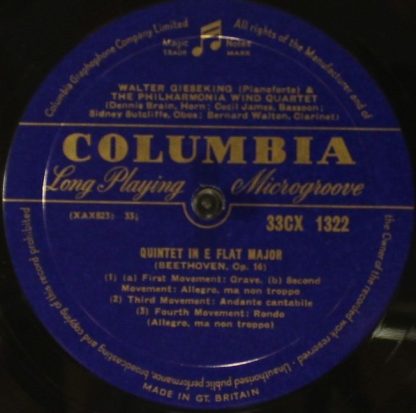 Columbia Graphophone Company Limited
All rights of the Manufacturer and of
the Owner of the recorded work reserved - Unauthorised public performance, broadcasting and copying of this record prohibited
Magic Notes
TRADE MARK
WALTER GIESEKING (Pianoforte) &
THE PHILHARMONIA WIND QUARTET
(Dennis Brain, Horn; Cecil James, Bassoon;
Sidney Sutcliffe, Oboe; Bernard Walton, Clarinet)
COLUMBIA
Long Playing Microgroove
(XAX823) 33⅓
33CX 1322
QUINTET IN E FLAT MAJOR
(BEETHOVEN, Op. 16)
(1) (a) First Movement: Grave. (b) Second
Movement: Allegro, ma non troppo
(2) Third Movement: Andante cantabile
(3) Fourth Movement: Rondo
(Allegro, ma non troppo)
MADE IN GT. BRITAIN